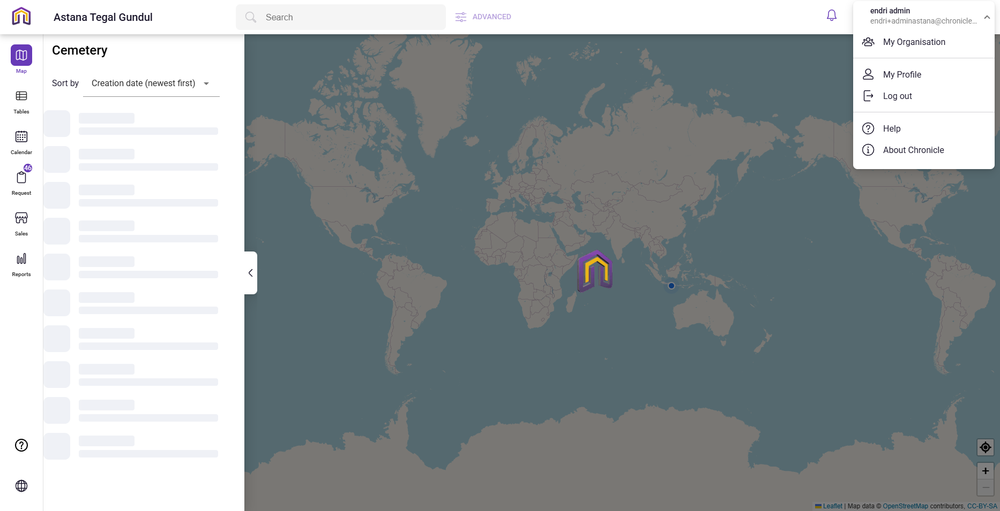 Astana Tegal Gundul
Search
ADVANCED
endri admin
endri+adminastana@chronicle...
My Organisation
My Profile
Log out
Help
About Chronicle
Map
Tables
Calendar
46
Request
Sales
Reports
Cemetery
Sort by Creation date (newest first)
+
−
Leaflet | Map data © OpenStreetMap contributors, CC-BY-SA